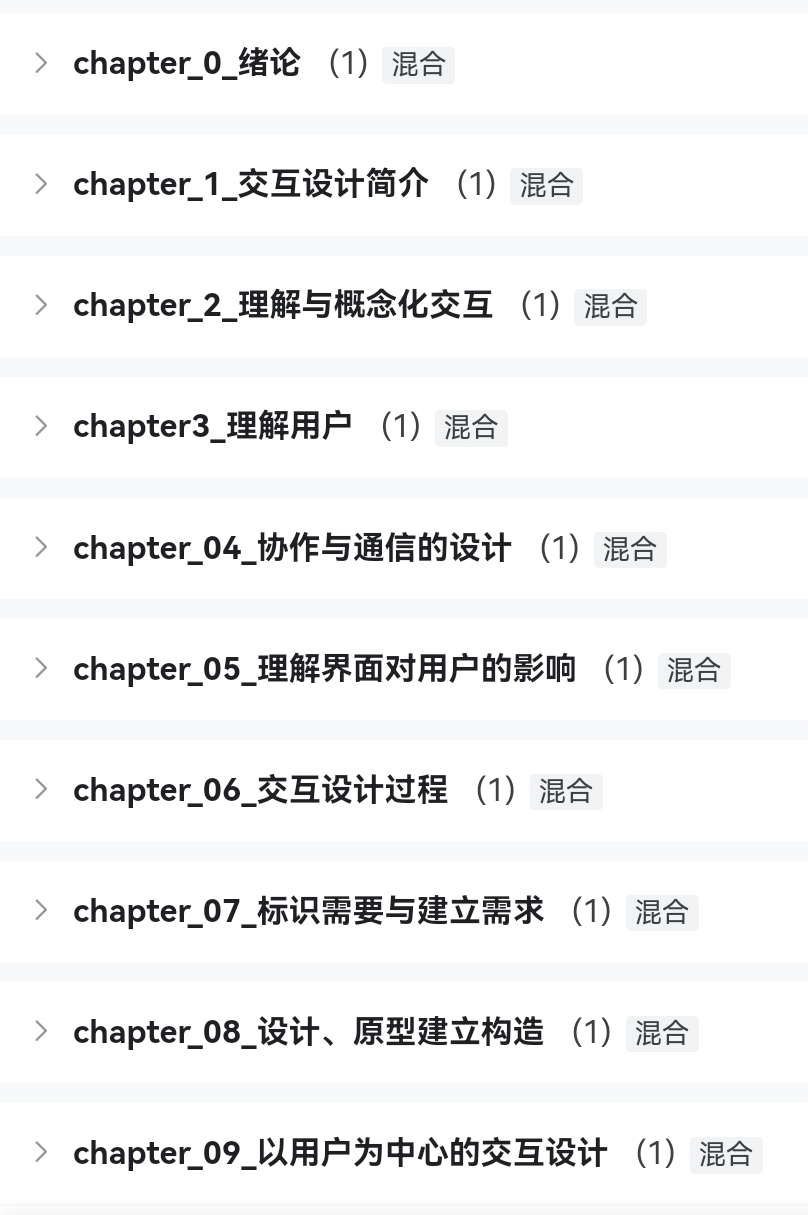 chapter_0_绪论 (1) 混合
chapter_1_交互设计简介 (1) 混合
chapter_2_理解与概念化交互 (1) 混合
chapter3_理解用户 (1) 混合
chapter_04_协作与通信的设计 (1) 混合
chapter_05_理解界面对用户的影响 (1) 混合
chapter_06_交互设计过程 (1) 混合
chapter_07_标识需要与建立需求 (1) 混合
chapter_08_设计、原型建立构造 (1) 混合
chapter_09_以用户为中心的交互设计 (1) 混合